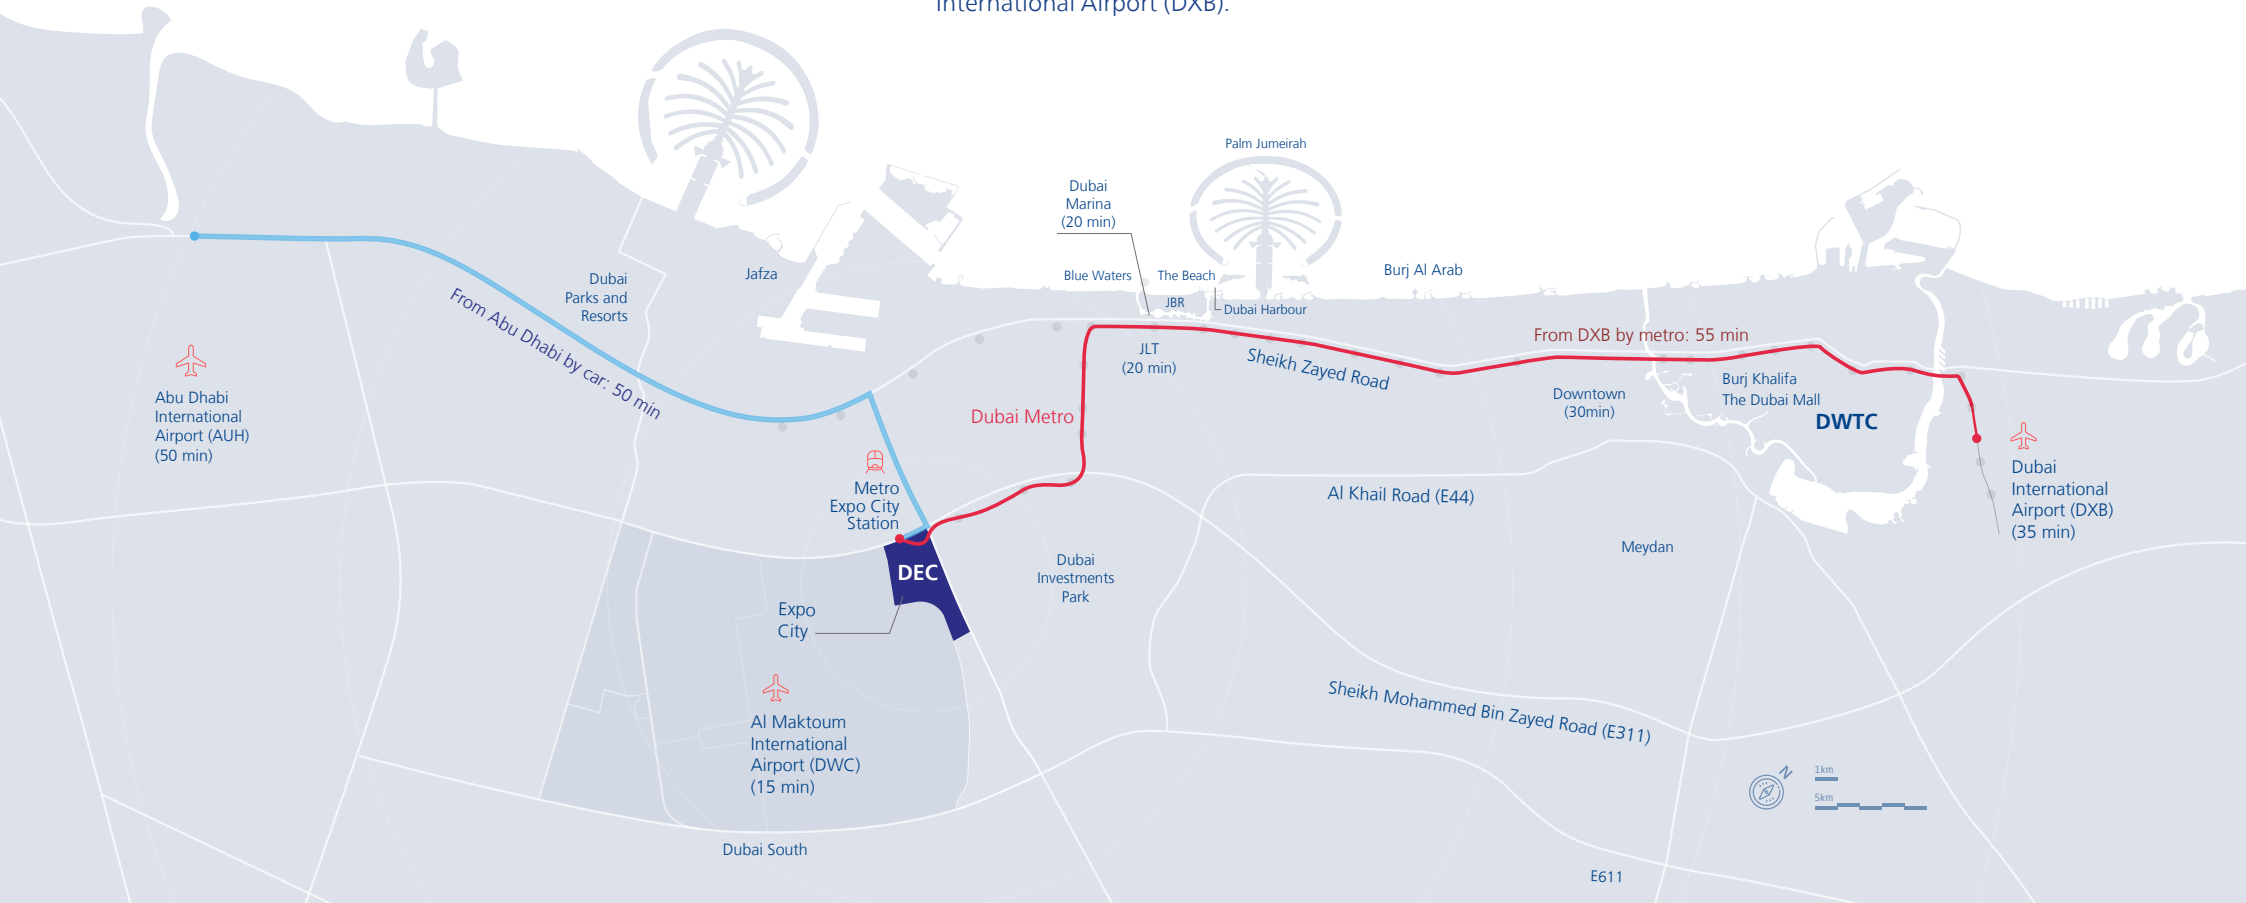 International Airport (DXB).
Palm Jumeirah
Dubai
Marina
(20 min)
Blue Waters
The Beach
JBR
Dubai Harbour
Burj Al Arab
Jafza
Dubai
Parks and
Resorts
From Abu Dhabi by car: 50 min
Abu Dhabi
International
Airport (AUH)
(50 min)
JLT
(20 min)
Sheikh Zayed Road
From DXB by metro: 55 min
Downtown
(30min)
Burj Khalifa
The Dubai Mall
DWTC
Dubai Metro
Dubai
International
Airport (DXB)
(35 min)
Metro
Expo City
Station
Al Khail Road (E44)
Meydan
DEC
Dubai
Investments
Park
Expo
City
Al Maktoum
International
Airport (DWC)
(15 min)
Sheikh Mohammed Bin Zayed Road (E311)
N
1km
5km
Dubai South
E611